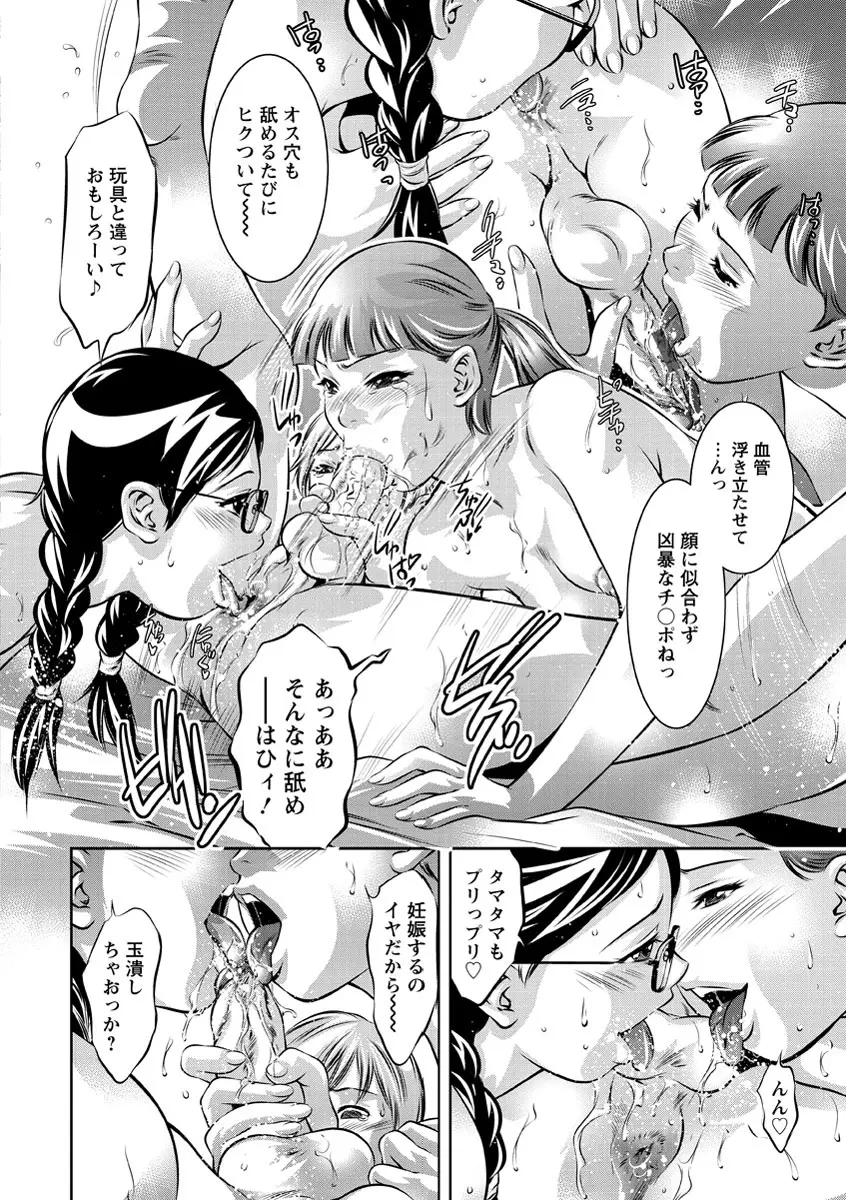 はっ…
はっ
オス穴も
舐めるたびに
ヒクついて〜〜
玩具と違って
おもしろーい♪
血管
浮き立たせて
…んっ
顔に似合わず
凶暴なチ○ポねっ
あっああ
そんなに舐め
──はひィ!
タマタマも
プリっプリ♡
んん♡
妊娠するの
イヤだから〜〜
玉潰し
ちゃおっか?